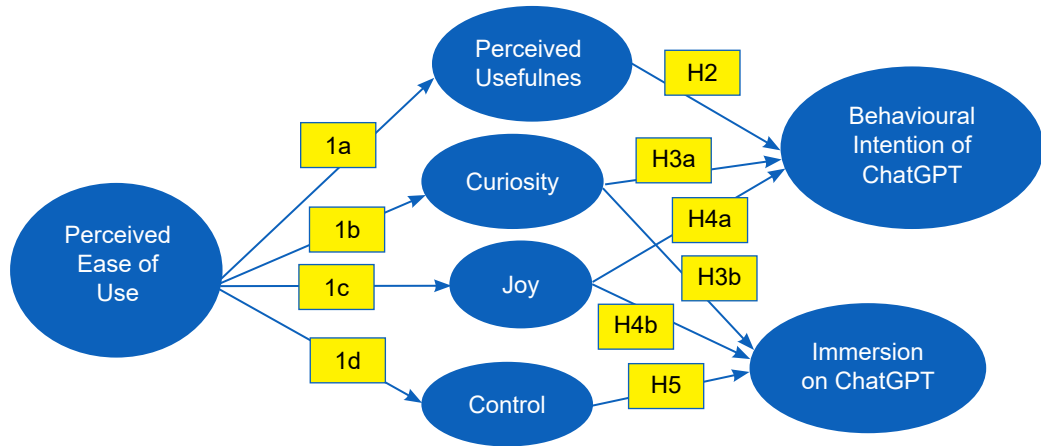 Perceived
Usefulnes
H2
Behavioural
Intention of
ChatGPT
1a
H3a
Curiosity
1b
H4a
Perceived
Ease of
Use
1c
Joy
H3b
H4b
1d
Immersion
on ChatGPT
Control
H5